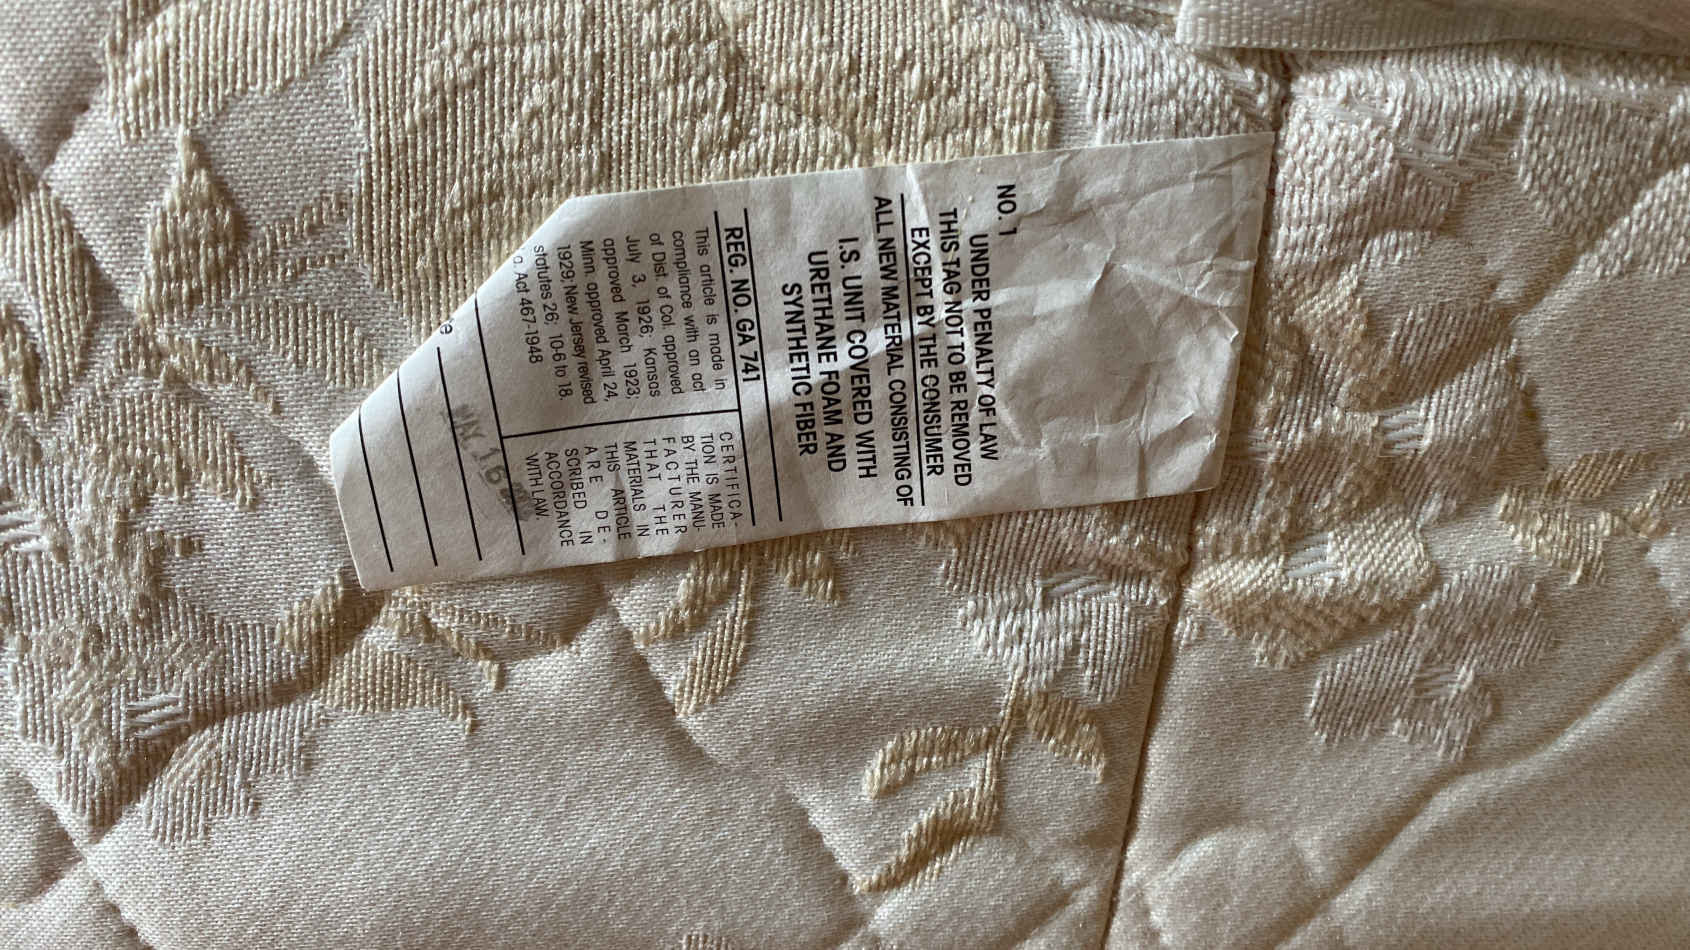 NO. 1
UNDER PENALTY OF LAW
THIS TAG NOT TO BE REMOVED
EXCEPT BY THE CONSUMER
ALL NEW MATERIAL CONSISTING OF
I.S. UNIT COVERED WITH
URETHANE FOAM AND
SYNTHETIC FIBER
REG. NO. GA 741
This article is made in
compliance with an act
of Dist. of Col. approved
July 3, 1926; Kansas
approved March 1923;
Minn. approved April 24,
1929; New Jersey revised
statutes 26; 10-6 to 18.
a. Act 467-1948
CERTIFICA-
TION IS MADE
BY THE MANU-
FACTURER
THAT THE
MATERIALS IN
THIS ARTICLE
ARE DE-
SCRIBED IN
ACCORDANCE
WITH LAW.
e